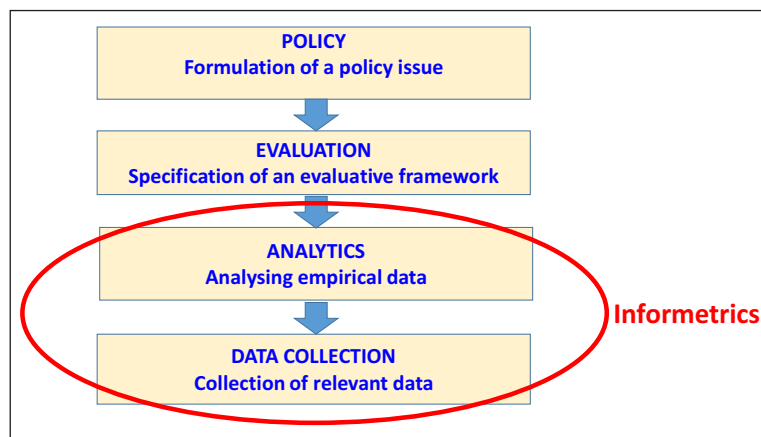 POLICY
Formulation of a policy issue
EVALUATION
Specification of an evaluative framework
ANALYTICS
Analysing empirical data
Informetrics
DATA COLLECTION
Collection of relevant data